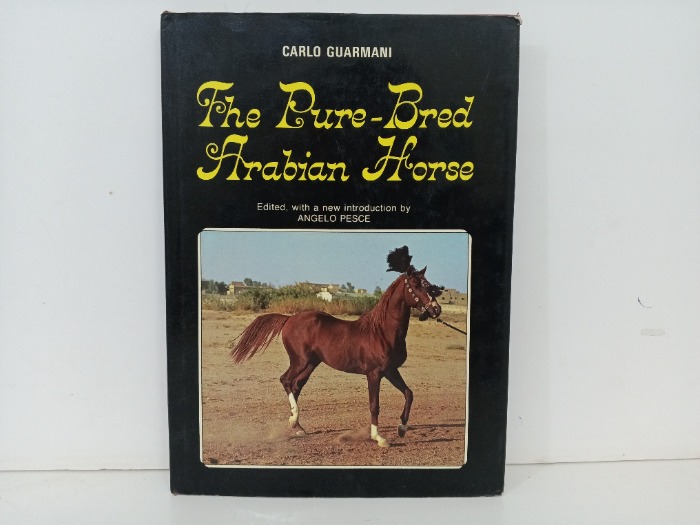 CARLO GUARMANI
The Pure-Bred
Arabian Horse
Edited, with a new introduction by
ANGELO PESCE